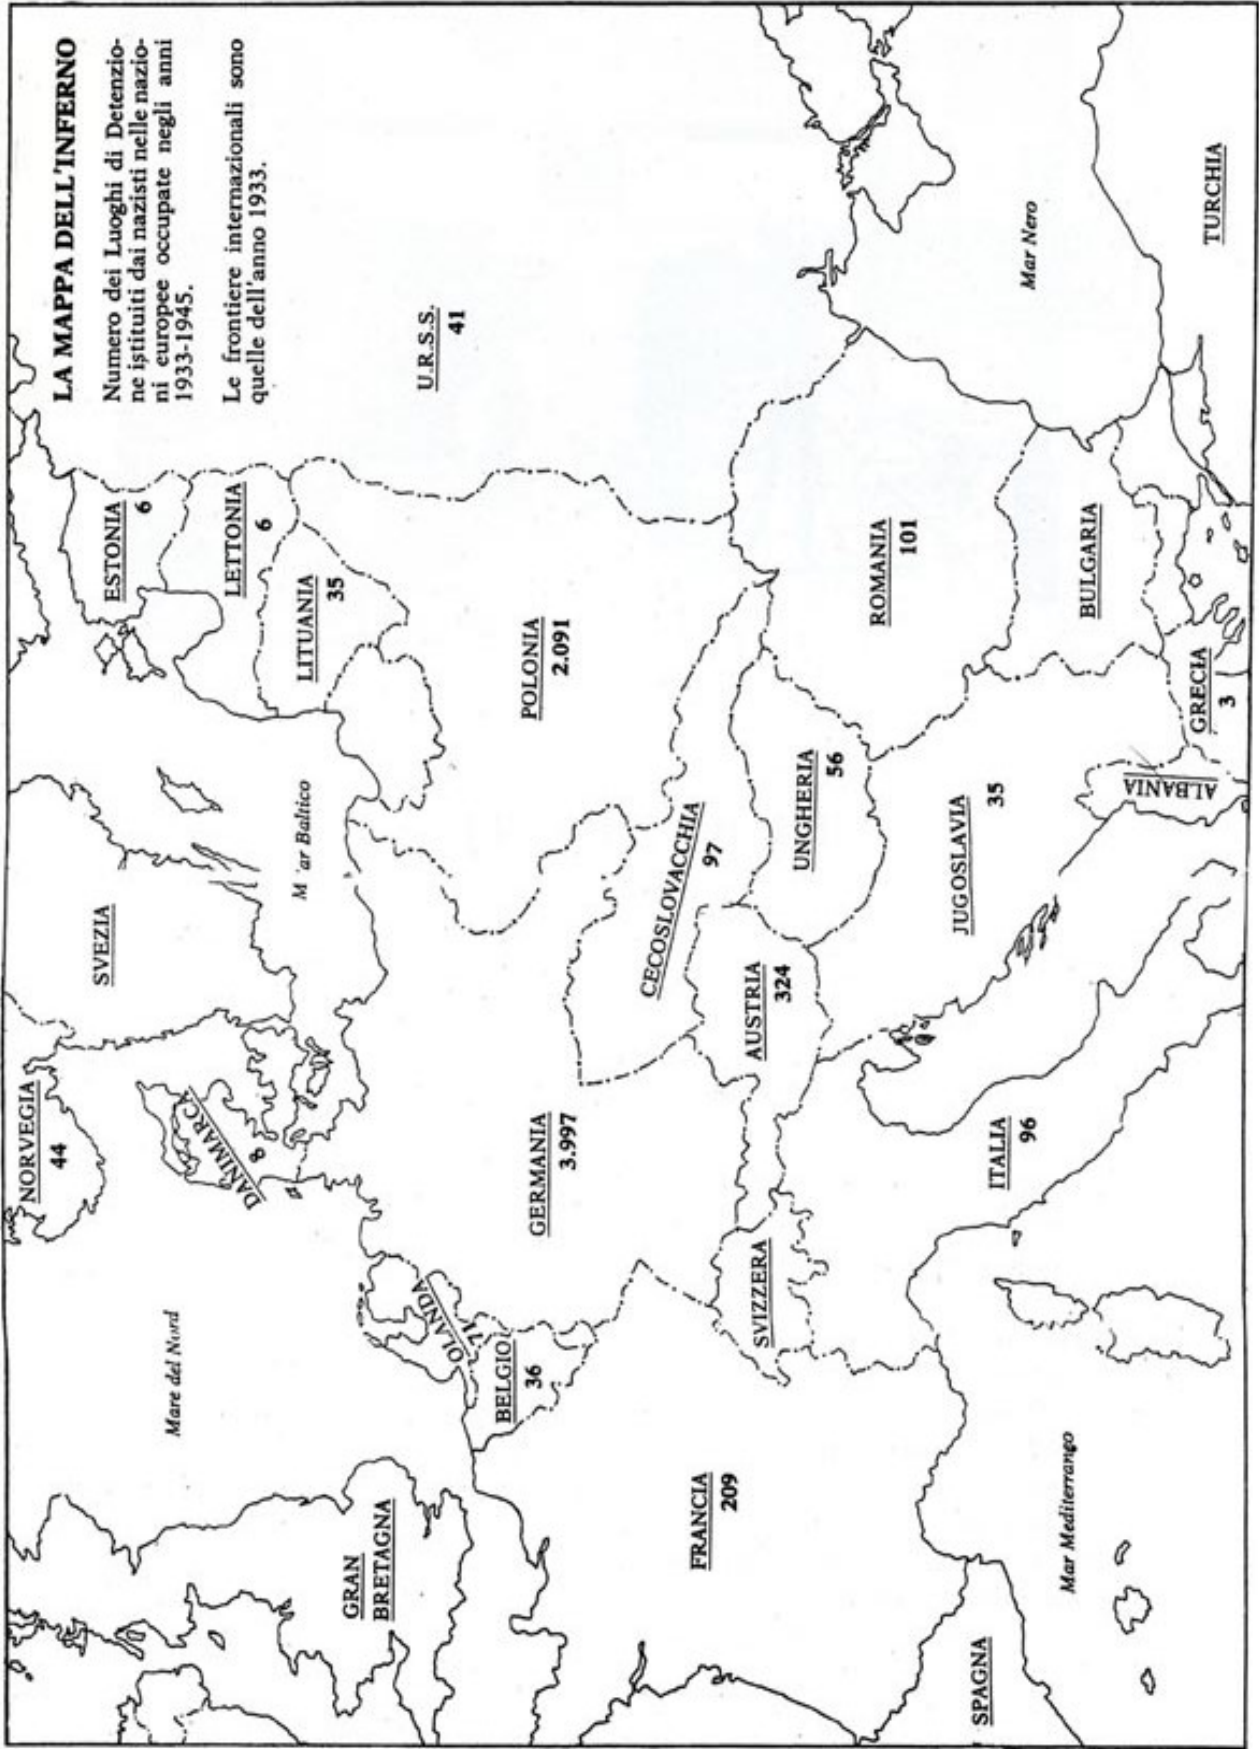 LA MAPPA DELL'INFERNO
Numero dei Luoghi di Detenzio-
ne istituiti dai nazisti nelle nazio-
ni europee occupate negli anni
1933-1945.
Le frontiere internazionali sono
quelle dell'anno 1933.
NORVEGIA
44
SVEZIA
ESTONIA
6
LETTONIA
6
LITUANIA
35
DANIMARCA
8
Mare del Nord
Mar Baltico
U.R.S.S.
41
GRAN
BRETAGNA
OLANDA
71
BELGIO
36
GERMANIA
3.997
POLONIA
2.091
CECOSLOVACCHIA
97
FRANCIA
209
SVIZZERA
AUSTRIA
324
UNGHERIA
56
ROMANIA
101
ITALIA
96
JUGOSLAVIA
35
BULGARIA
Mar Nero
SPAGNA
Mar Mediterrango
ALBANIA
GRECIA
3
TURCHIA